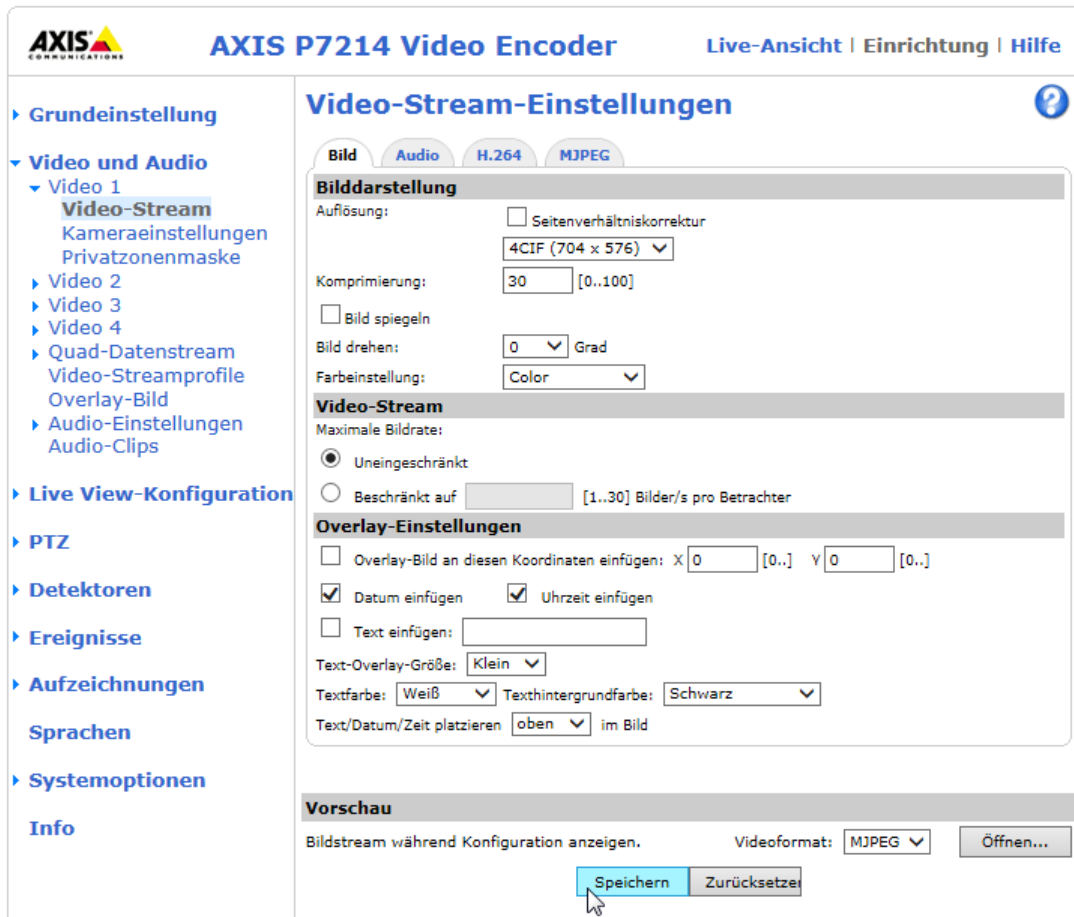 AXIS
COMMUNICATIONS
AXIS P7214 Video Encoder
Live-Ansicht | Einrichtung | Hilfe
Grundeinstellung
Video und Audio
Video 1
Video-Stream
Kameraeinstellungen
Privatzonenmaske
Video 2
Video 3
Video 4
Quad-Datenstream
Video-Streamprofile
Overlay-Bild
Audio-Einstellungen
Audio-Clips
Live View-Konfiguration
PTZ
Detektoren
Ereignisse
Aufzeichnungen
Sprachen
Systemoptionen
Info
Video-Stream-Einstellungen
?
Bild Audio H.264 MJPEG
Bilddarstellung
Auflösung: Seitenverhältniskorrektur
4CIF (704 x 576)
Komprimierung: 30 [0..100]
Bild spiegeln
Bild drehen: 0 Grad
Farbeinstellung: Color
Video-Stream
Maximale Bildrate:
Uneingeschränkt
Beschränkt auf [1..30] Bilder/s pro Betrachter
Overlay-Einstellungen
Overlay-Bild an diesen Koordinaten einfügen: X 0 [0..] Y 0 [0..]
Datum einfügen Uhrzeit einfügen
Text einfügen:
Text-Overlay-Größe: Klein
Textfarbe: Weiß Texthintergrundfarbe: Schwarz
Text/Datum/Zeit platzieren oben im Bild
Vorschau
Bildstream während Konfiguration anzeigen. Videoformat: MJPEG Öffnen...
Speichern Zurücksetzen